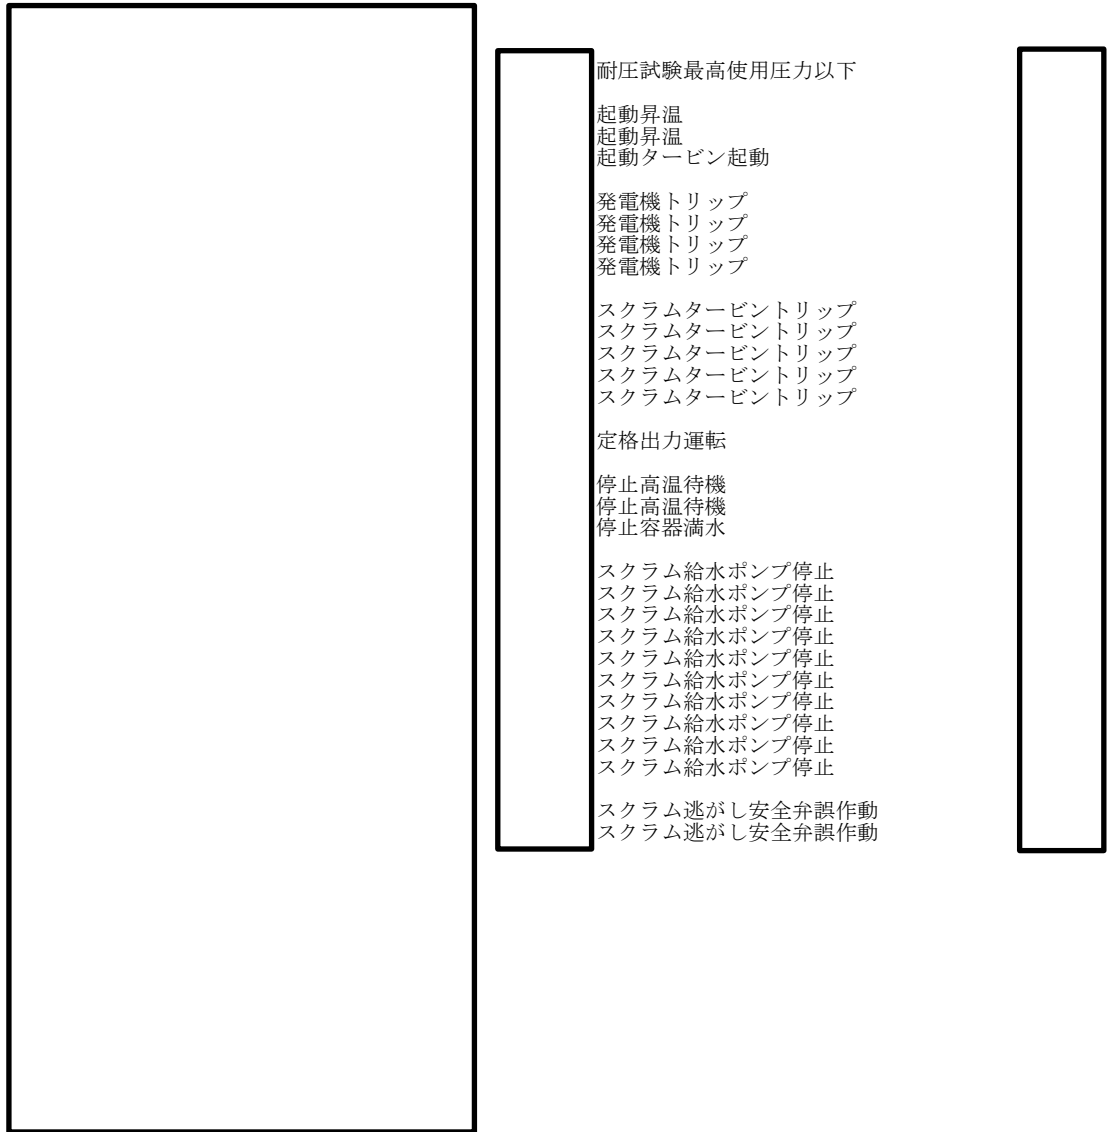 耐圧試験最高使用圧力以下
起動昇温
起動昇温
起動タービン起動
発電機トリップ
発電機トリップ
発電機トリップ
発電機トリップ
スクラムタービントリップ
スクラムタービントリップ
スクラムタービントリップ
スクラムタービントリップ
スクラムタービントリップ
定格出力運転
停止高温待機
停止高温待機
停止容器満水
スクラム給水ポンプ停止
スクラム給水ポンプ停止
スクラム給水ポンプ停止
スクラム給水ポンプ停止
スクラム給水ポンプ停止
スクラム給水ポンプ停止
スクラム給水ポンプ停止
スクラム給水ポンプ停止
スクラム給水ポンプ停止
スクラム給水ポンプ停止
スクラム逃がし安全弁誤作動
スクラム逃がし安全弁誤作動